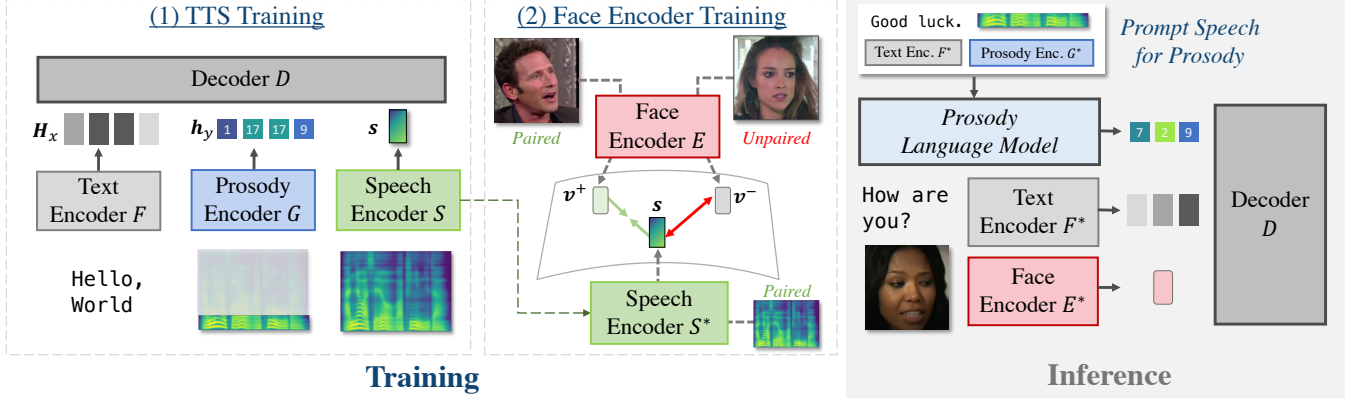 (1) TTS Training
Decoder D
H_x
h_y
1
17
17
9
s
Text
Encoder F
Prosody
Encoder G
Speech
Encoder S
Hello,
World
(2) Face Encoder Training
Face
Encoder E
Paired
Unpaired
v⁺
s
v⁻
Speech
Encoder S*
Paired
Training
Good luck.
Text Enc. F*
Prosody Enc. G*
Prompt Speech
for Prosody
Prosody
Language Model
7
2
9
How are
you?
Text
Encoder F*
Face
Encoder E*
Decoder
D
Inference